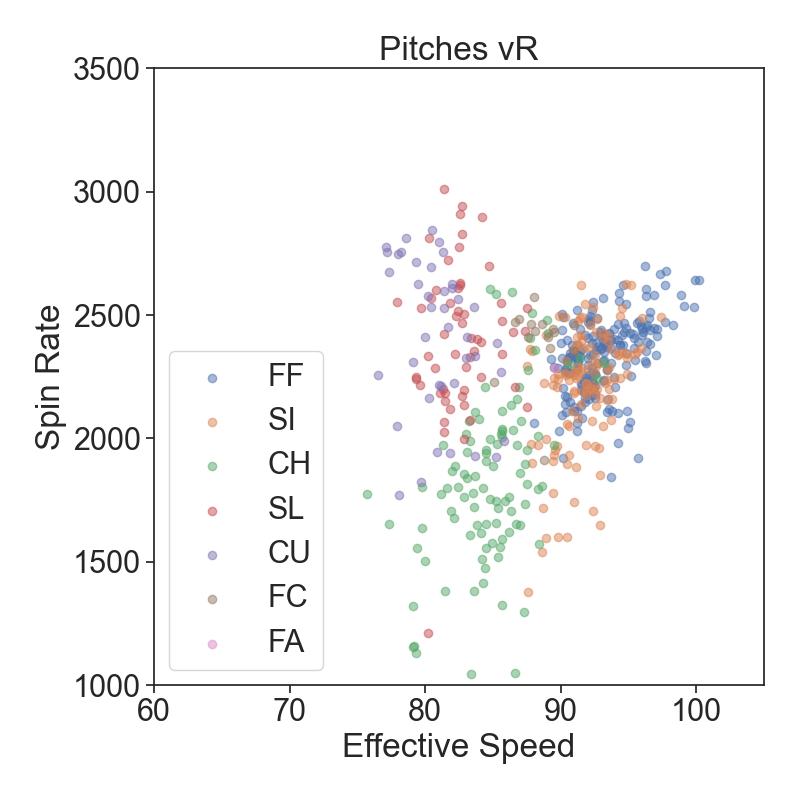 Pitches vR
3500
3000
2500
2000
1500
1000
Spin Rate
FF
SI
CH
SL
CU
FC
FA
60 70 80 90 100
Effective Speed